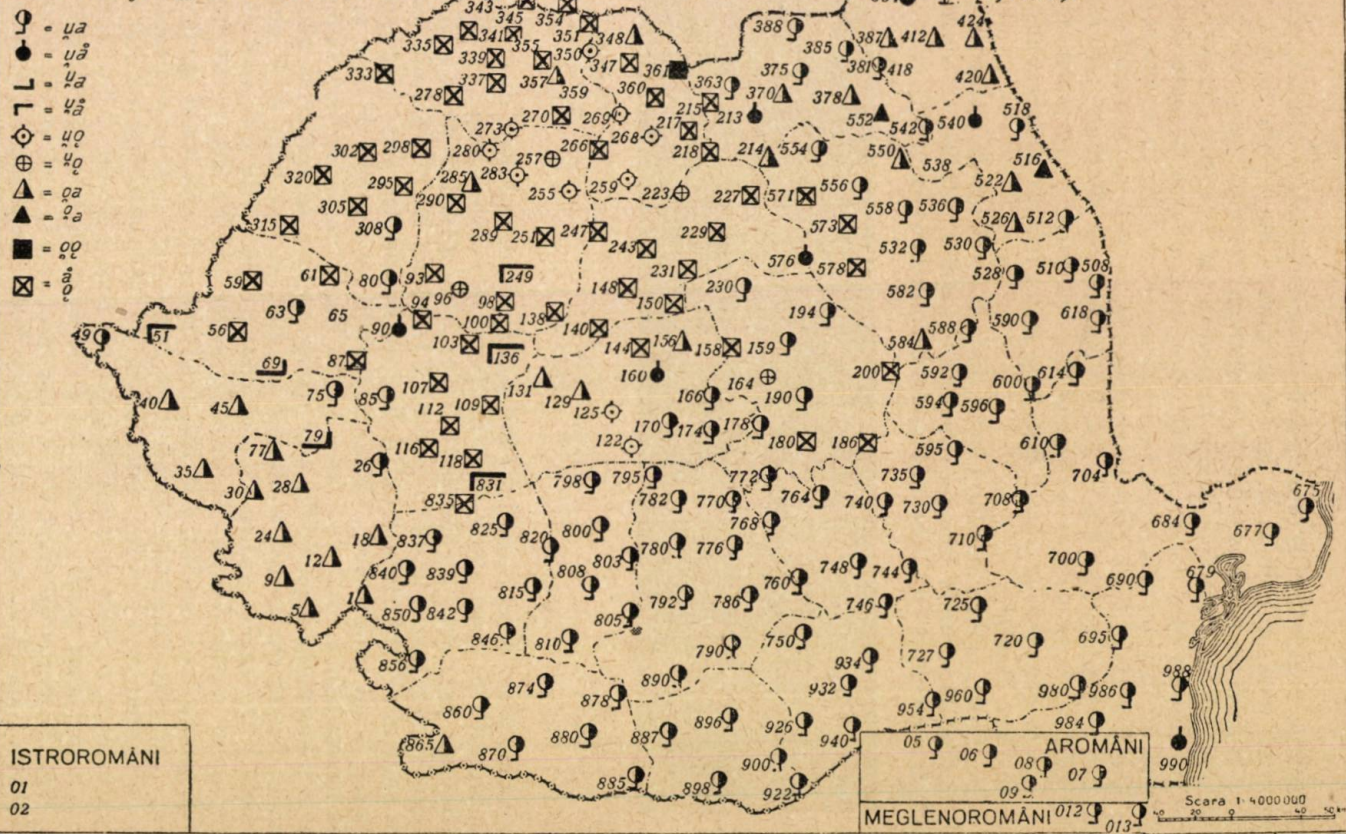 = u̯a
= u̯å
= u̯a
= u̯å
= u̯o̯
= u̯o̯
= o̯a
= o̯a
= o̯o̯
= å
343 345 354 388 424
335 341 355 351 348 385 387 412
333 339 350 347 361 363 375 381 418
278 337 357 359 360 215 370 378 420
273 270 269 268 217 213 552 542 540 518
302 298 280 257 266 218 214 554 550 538 516
320 295 285 283 255 259 223 227 571 556 522
305 290 558 536 526 512
315 308 289 251 247 243 229 573 532 530
59 61 80 93 249 231 576 578 528 510 508
63 65 94 96 98 148 150 230 582
56 90 100 138 140 194 588 590 618
49 51 103 136 144 156 158 159 584
69 87 131 160 164 200 592 600 614
40 45 75 85 107 129 166 190 594 596
112 109 125 170 174 178
77 79 116 122 180 186 595 610
35 26 118 704
30 28 831 798 795 772 735
835 782 770 764 740 730 708 675
24 18 837 825 820 800 768 684 677
12 803 780 776 710
9 840 839 808 748 744 700 690 679
5 1 850 842 815 792 786 760 746 725
846 810 805 790 750 720 695
856 934 727
874 878 890 932 960 980 986 988
860 954
865 870 880 887 896 926 940 984 990
885 898 900 922
ISTROROMÂNI
01
02
AROMÂNI
05 06 08 07
09
MEGLENOROMÂNI 012 013
Scara 1:4000000
40 20 0 40